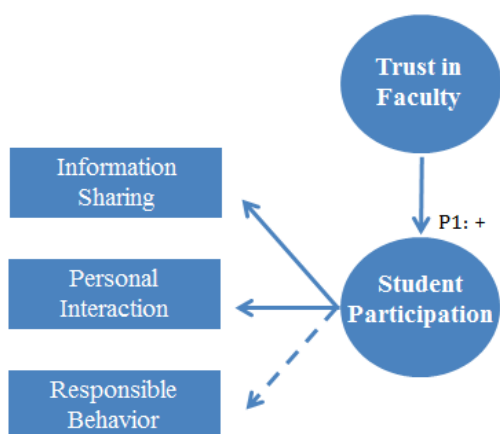 Trust in
Faculty
Information
Sharing
P1: +
Personal
Interaction
Student
Participation
Responsible
Behavior